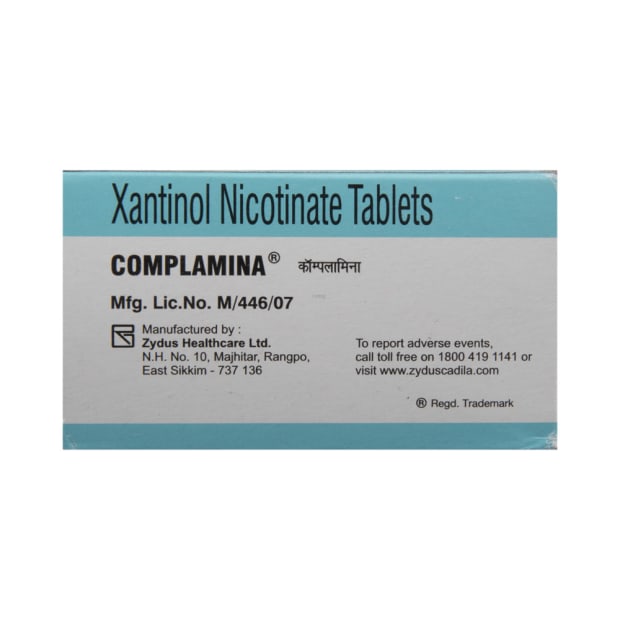 Xantinol Nicotinate Tablets
COMPLAMINA® कॉम्पलामिना
Mfg. Lic.No. M/446/07
Manufactured by :
Zydus Healthcare Ltd.
N.H. No. 10, Majhitar, Rangpo,
East Sikkim - 737 136
To report adverse events,
call toll free on 1800 419 1141 or
visit www.zyduscadila.com
® Regd. Trademark